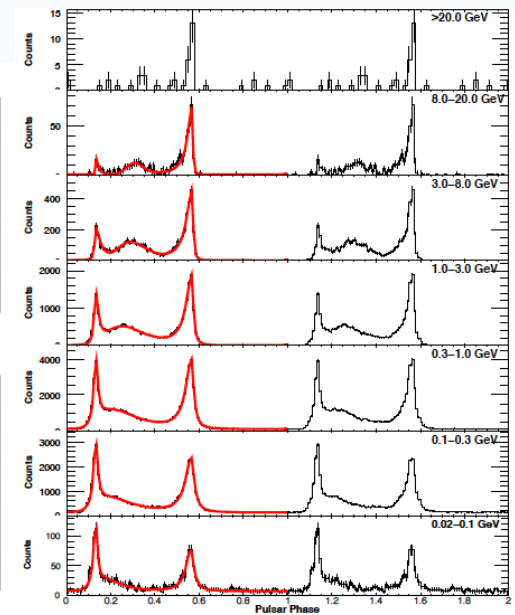 >20.0 GeV
Counts
15
10
5
8.0–20.0 GeV
Counts
50
3.0–8.0 GeV
Counts
400
200
1.0–3.0 GeV
Counts
2000
1000
0.3–1.0 GeV
Counts
4000
2000
0.1–0.3 GeV
Counts
3000
2000
1000
0
0.02–0.1 GeV
Counts
100
50
0
0 0.2 0.4 0.6 0.8 1 1.2 1.4 1.6 1.8 2
Pulsar Phase